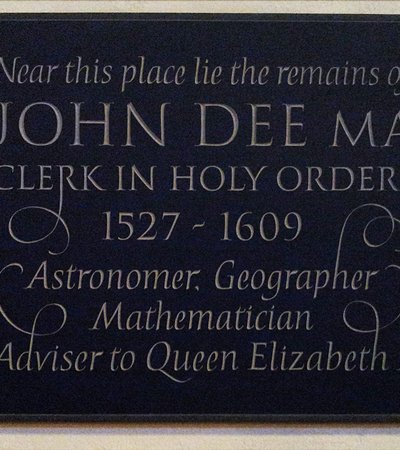 Near this place lie the remains o
JOHN DEE MA
CLERK IN HOLY ORDER
1527 - 1609
Astronomer, Geographer
Mathematician
Adviser to Queen Elizabeth